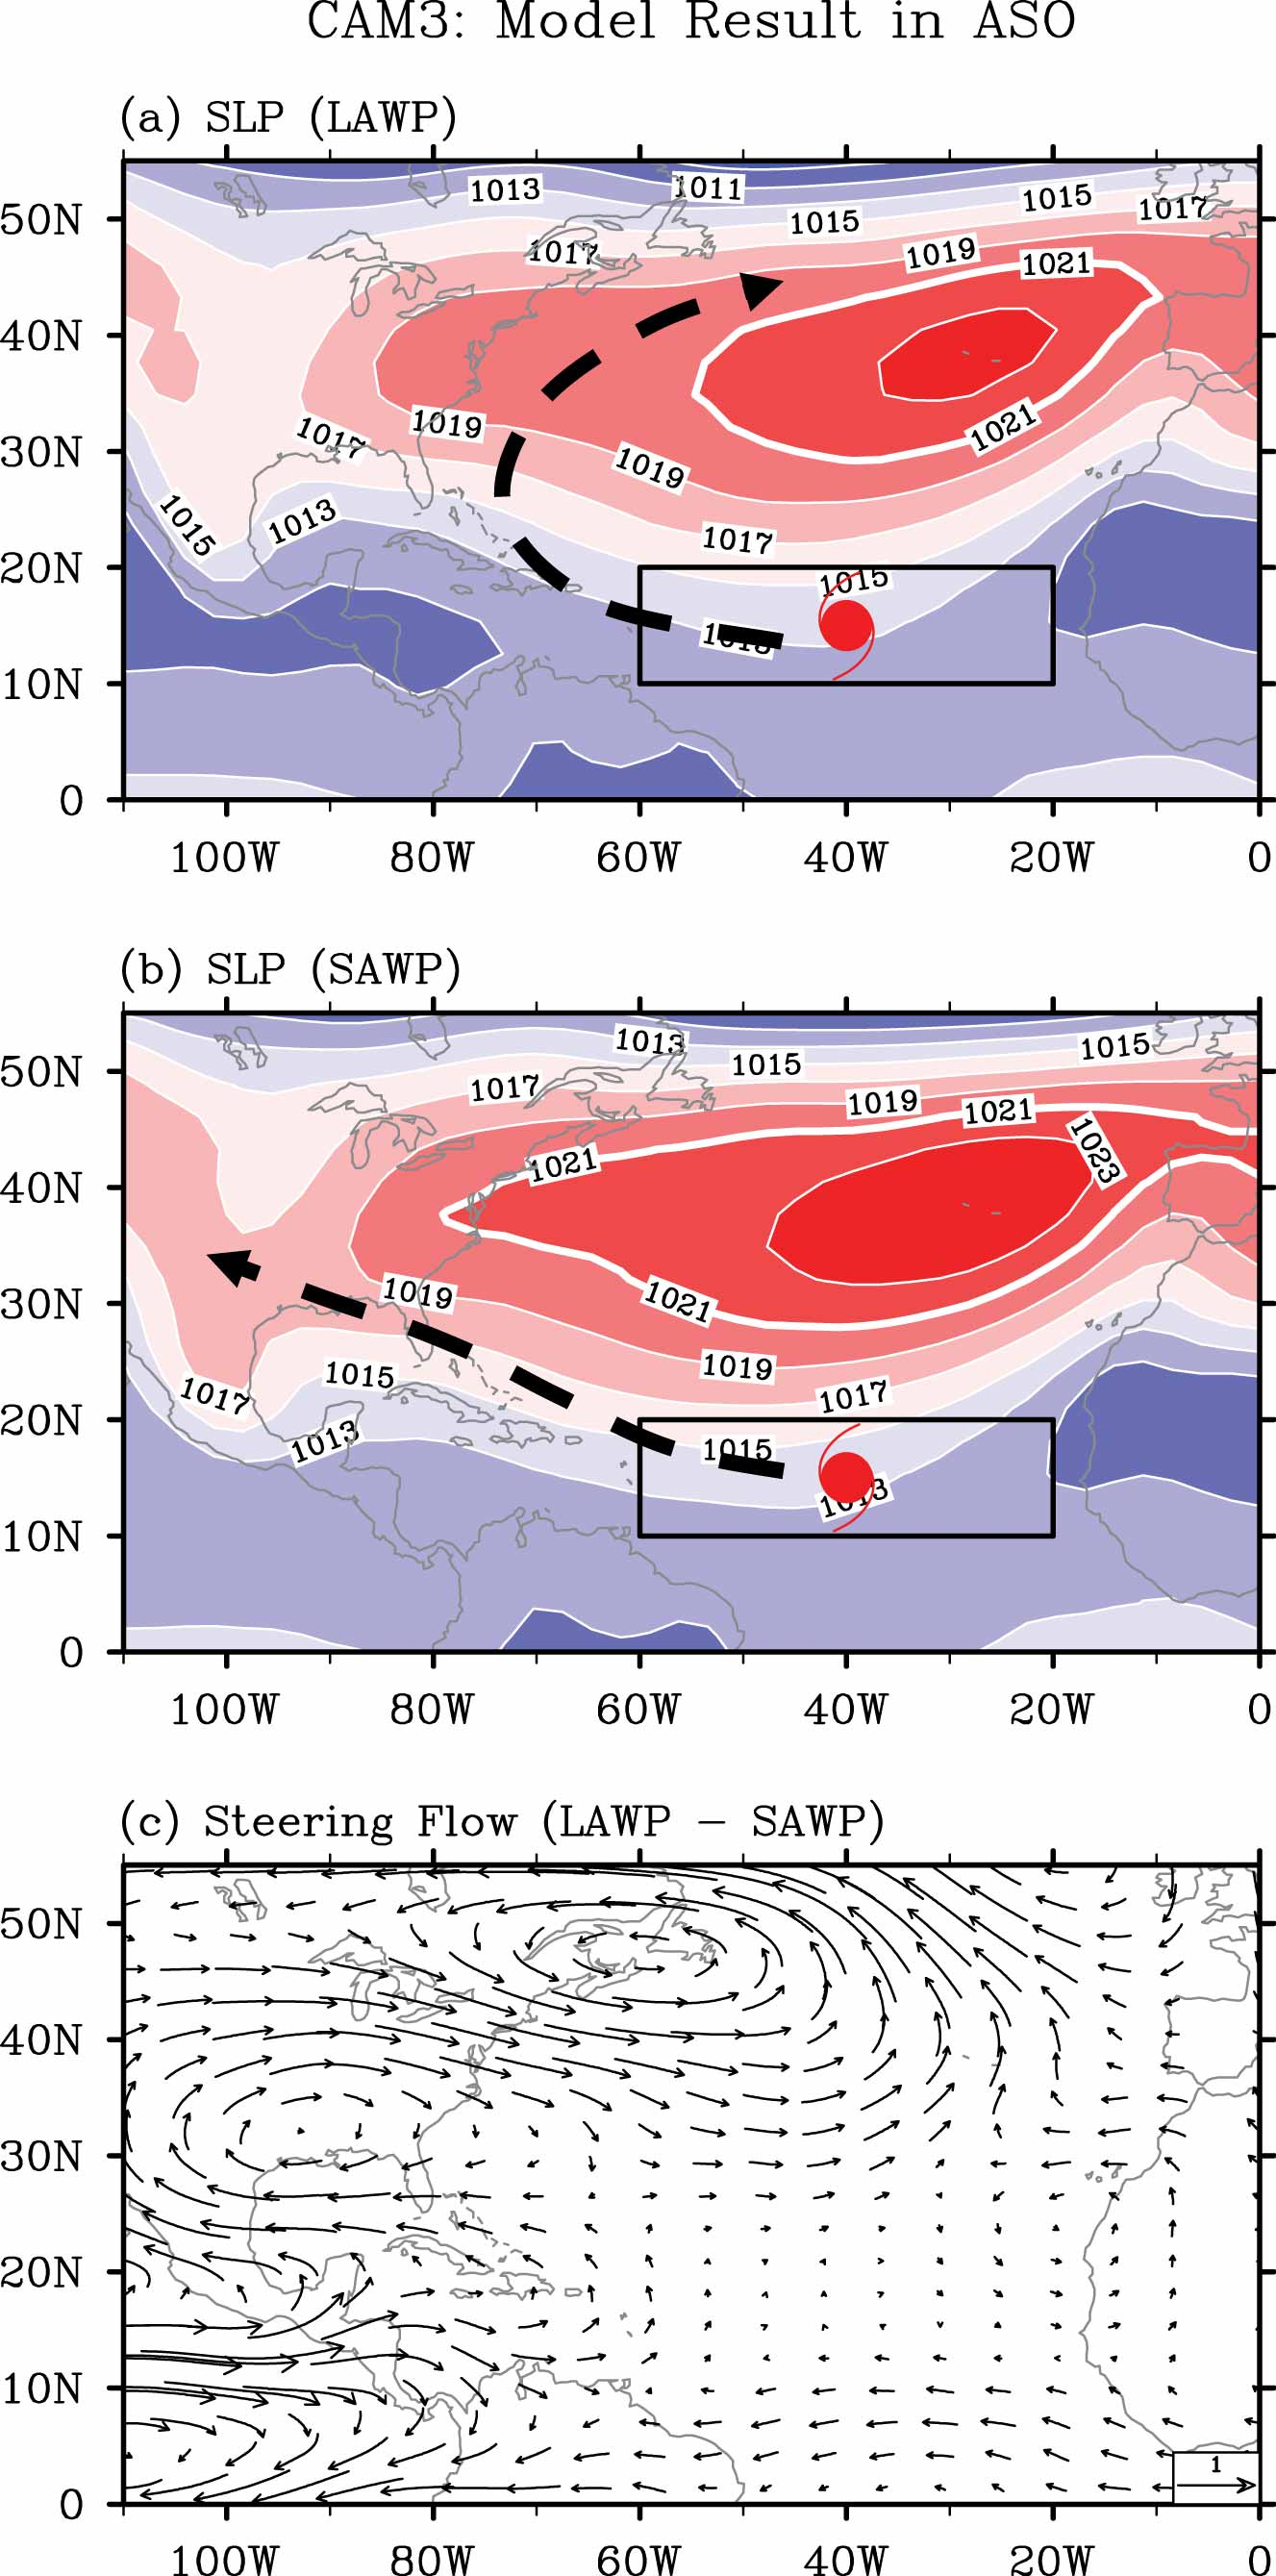 CAM3: Model Result in ASO
(a) SLP (LAWP)
1013 1011
1015 1015 1017
50N
1017 1019 1021
40N
1019 1017 1021
30N
1019
1015 1013 1017
20N
1015
10N
0
100W 80W 60W 40W 20W 0
(b) SLP (SAWP)
1013 1015 1015
50N
1017 1019 1021
1021 1023
40N
1019 1021
30N
1019
1015 1017 1017
20N
1013 1015
1013
10N
0
100W 80W 60W 40W 20W 0
(c) Steering Flow (LAWP − SAWP)
50N
40N
30N
20N
10N
1
0
100W 80W 60W 40W 20W 0